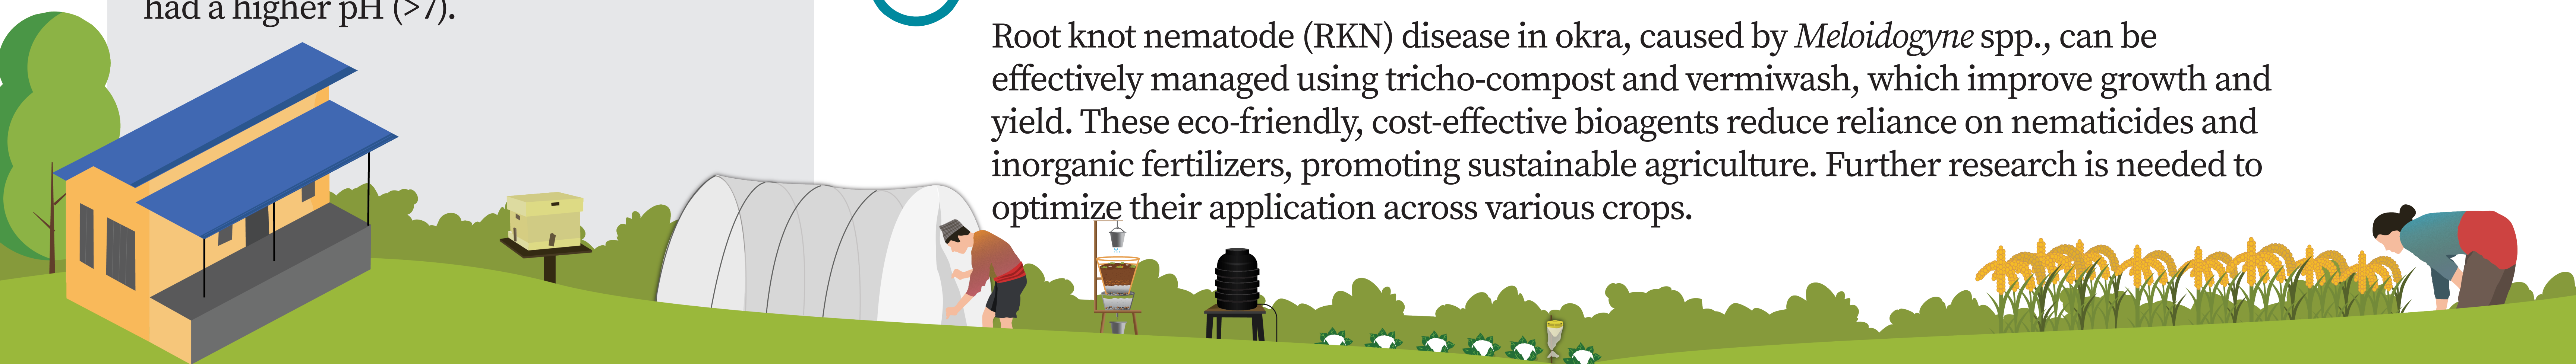 had a higher pH (>7).
Root knot nematode (RKN) disease in okra, caused by Meloidogyne spp., can be
effectively managed using tricho-compost and vermiwash, which improve growth and
yield. These eco-friendly, cost-effective bioagents reduce reliance on nematicides and
inorganic fertilizers, promoting sustainable agriculture. Further research is needed to
optimize their application across various crops.